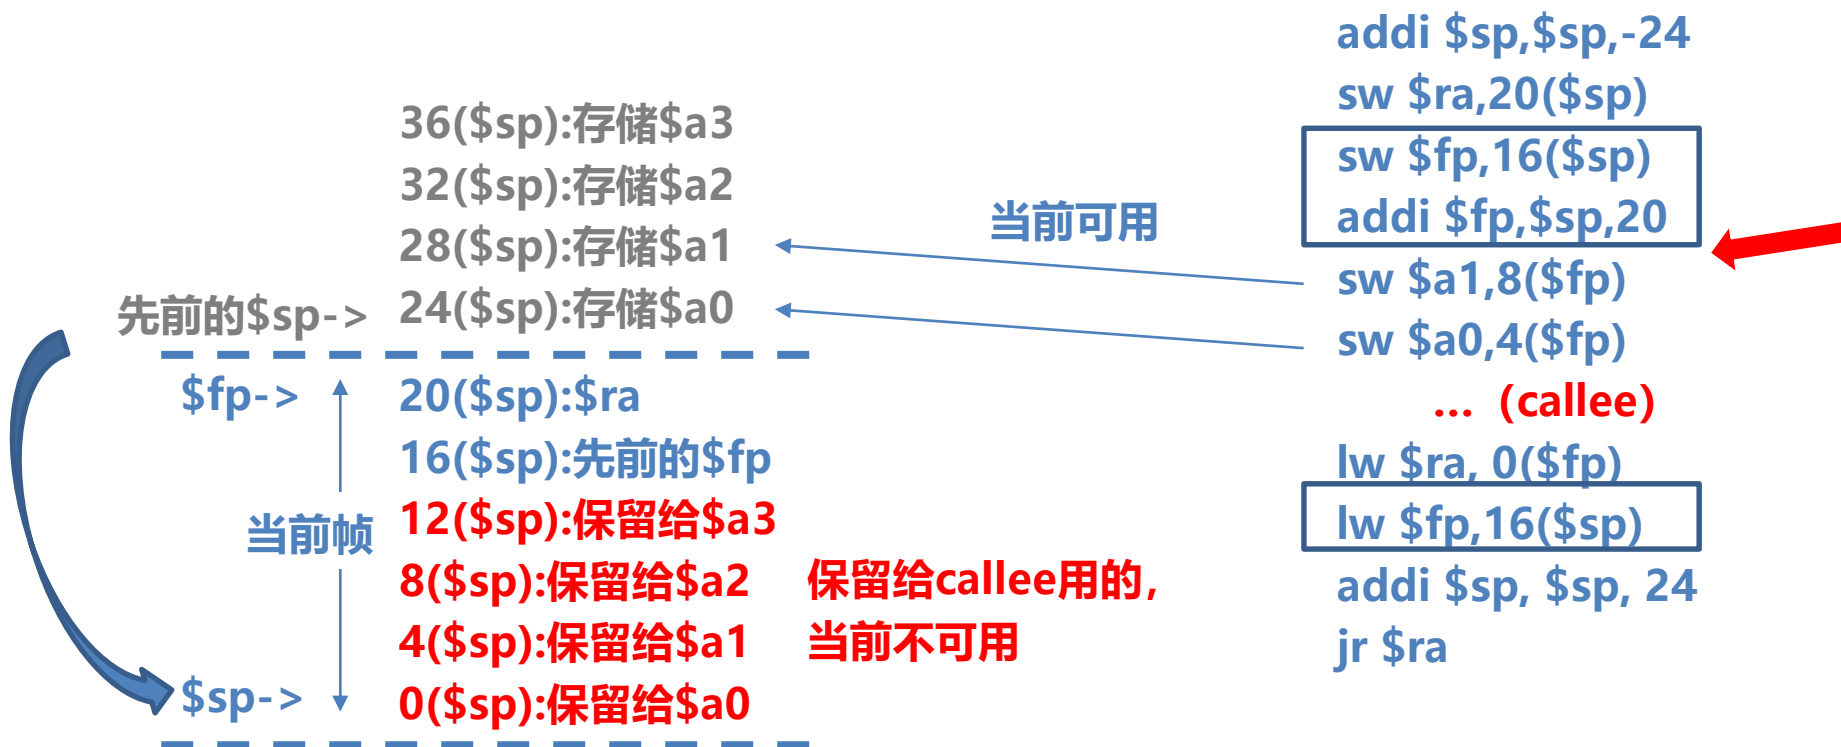 36($sp):存储$a3
32($sp):存储$a2
28($sp):存储$a1
先前的$sp->
24($sp):存储$a0
$fp->
20($sp):$ra
16($sp):先前的$fp
当前帧
12($sp):保留给$a3
8($sp):保留给$a2
4($sp):保留给$a1
$sp->
0($sp):保留给$a0
保留给callee用的，
当前不可用
当前可用
addi $sp,$sp,-24
sw $ra,20($sp)
sw $fp,16($sp)
addi $fp,$sp,20
sw $a1,8($fp)
sw $a0,4($fp)
...（callee）
lw $ra, 0($fp)
lw $fp,16($sp)
addi $sp, $sp, 24
jr $ra